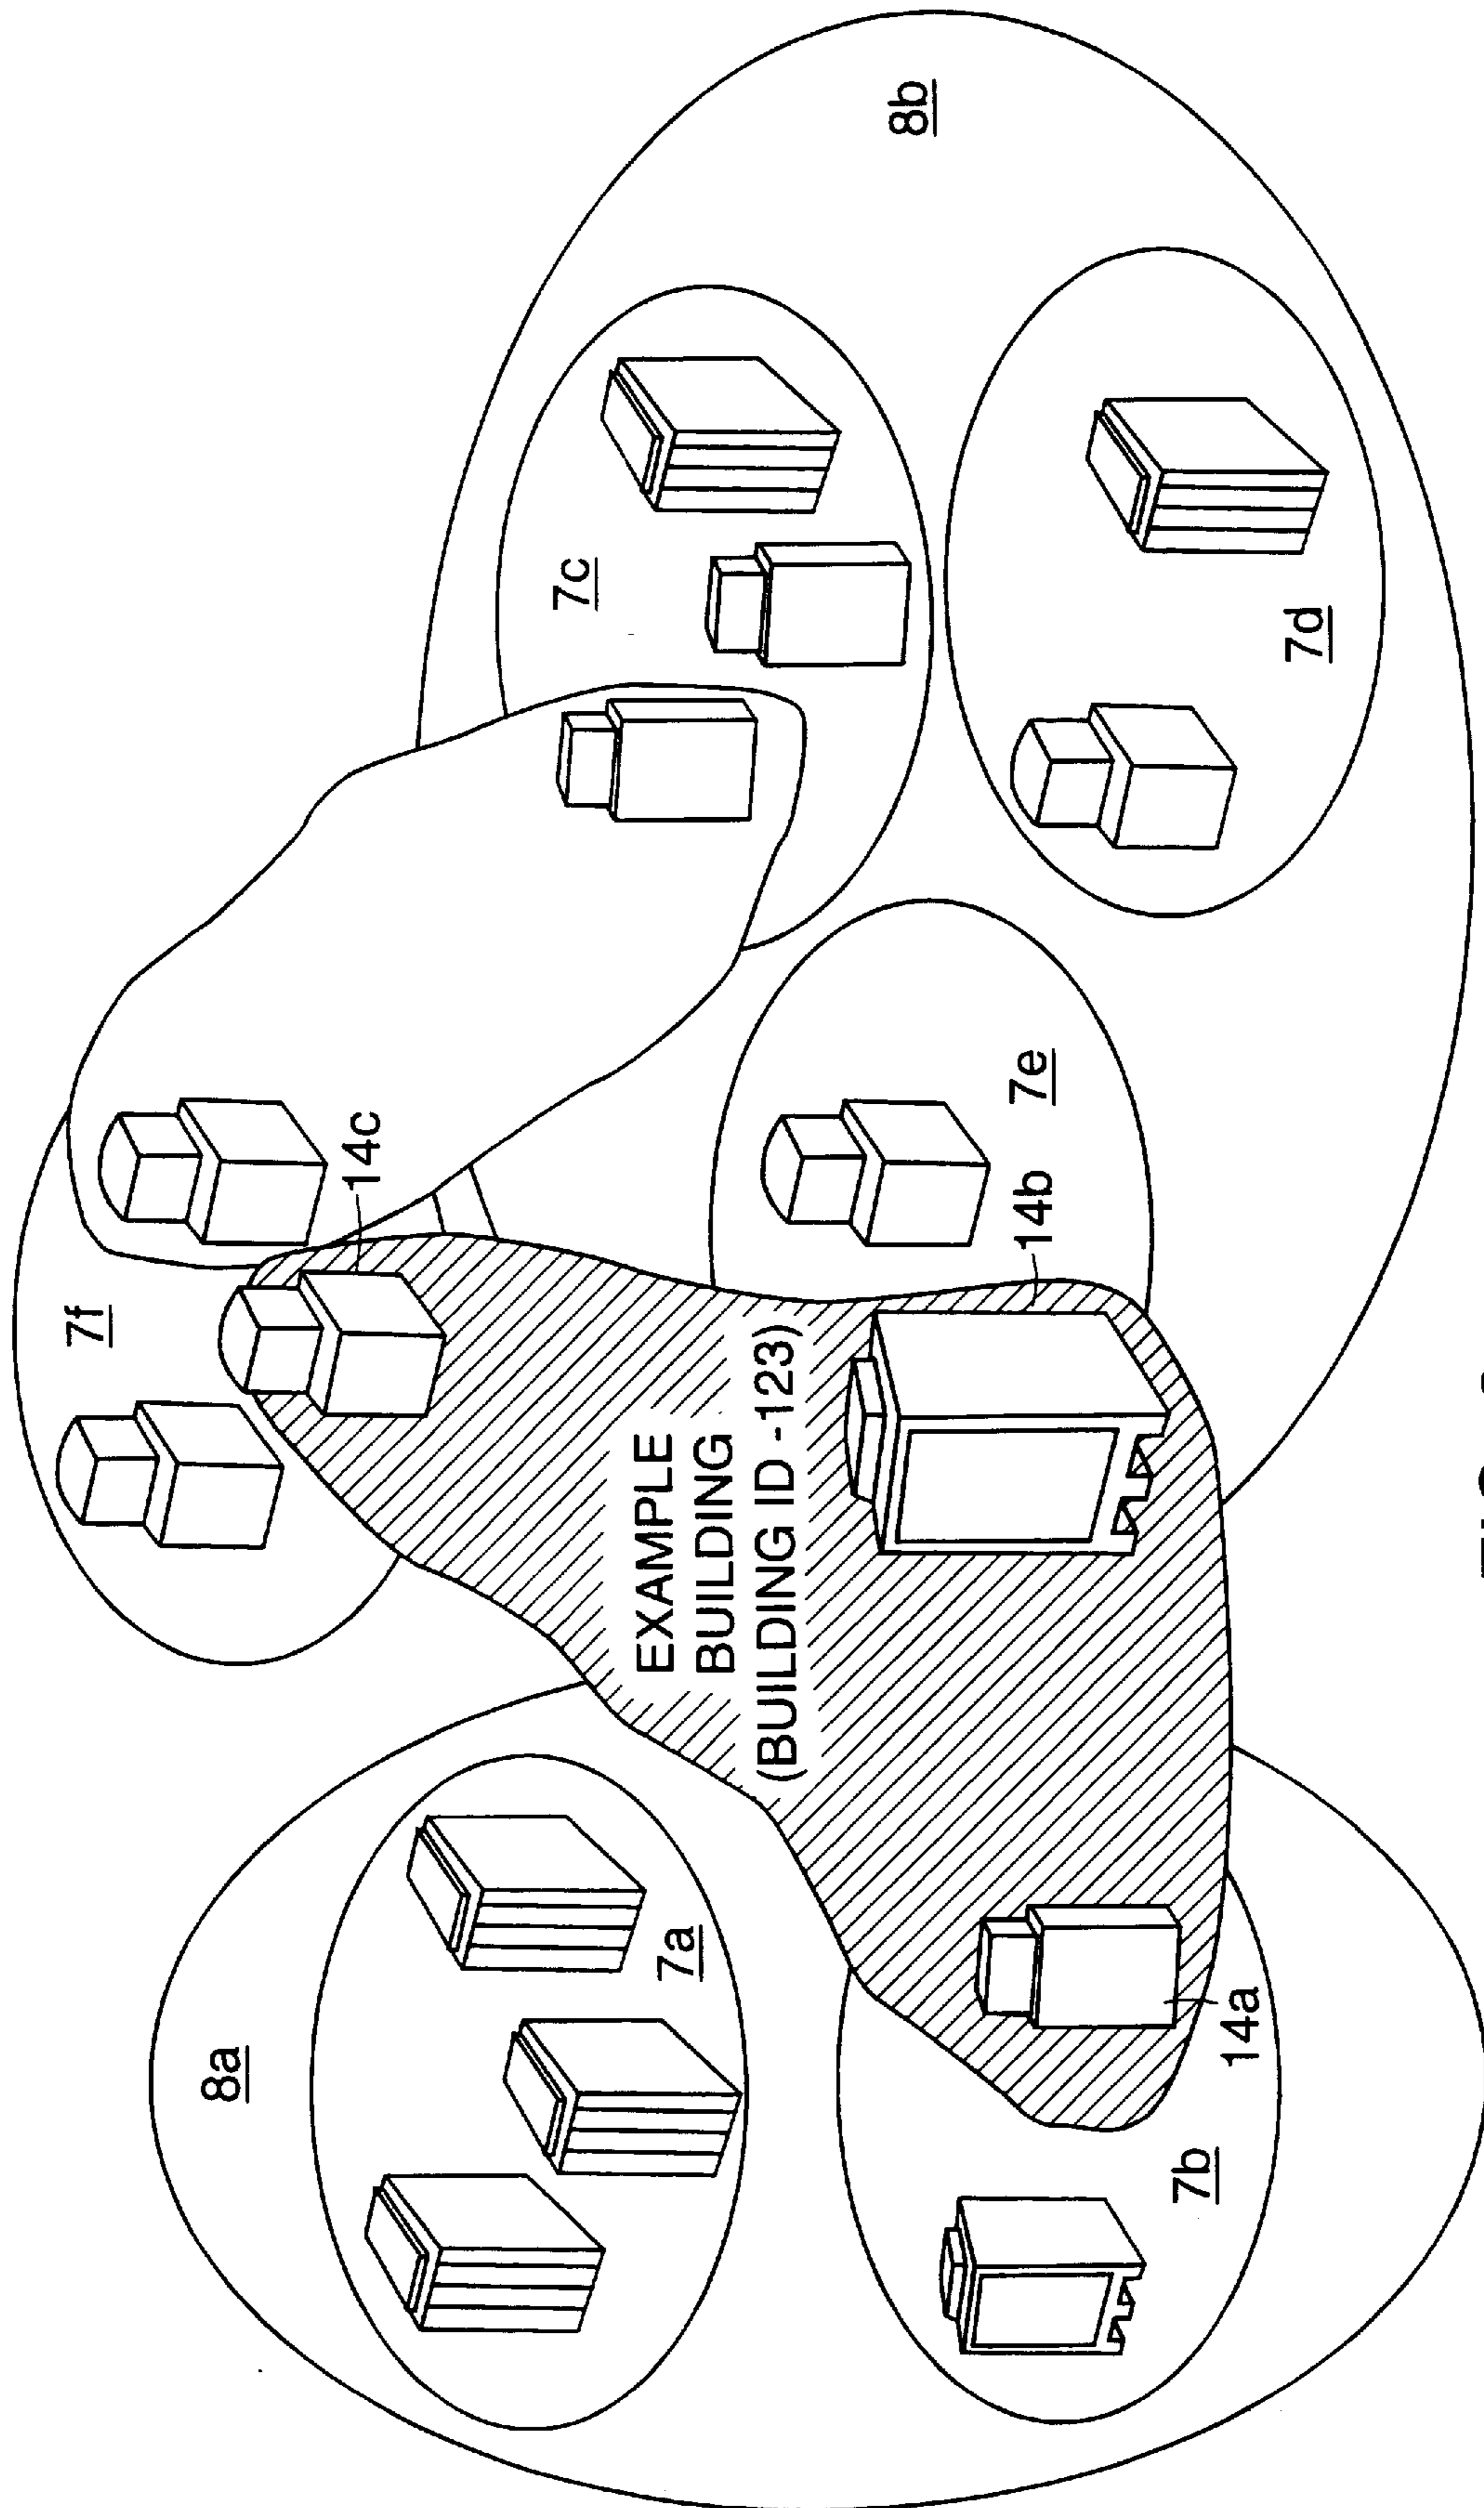 8a
7a
7b
14a
EXAMPLE
BUILDING
(BUILDING ID-123)
7f
14c
14b
7e
7c
7d
8b